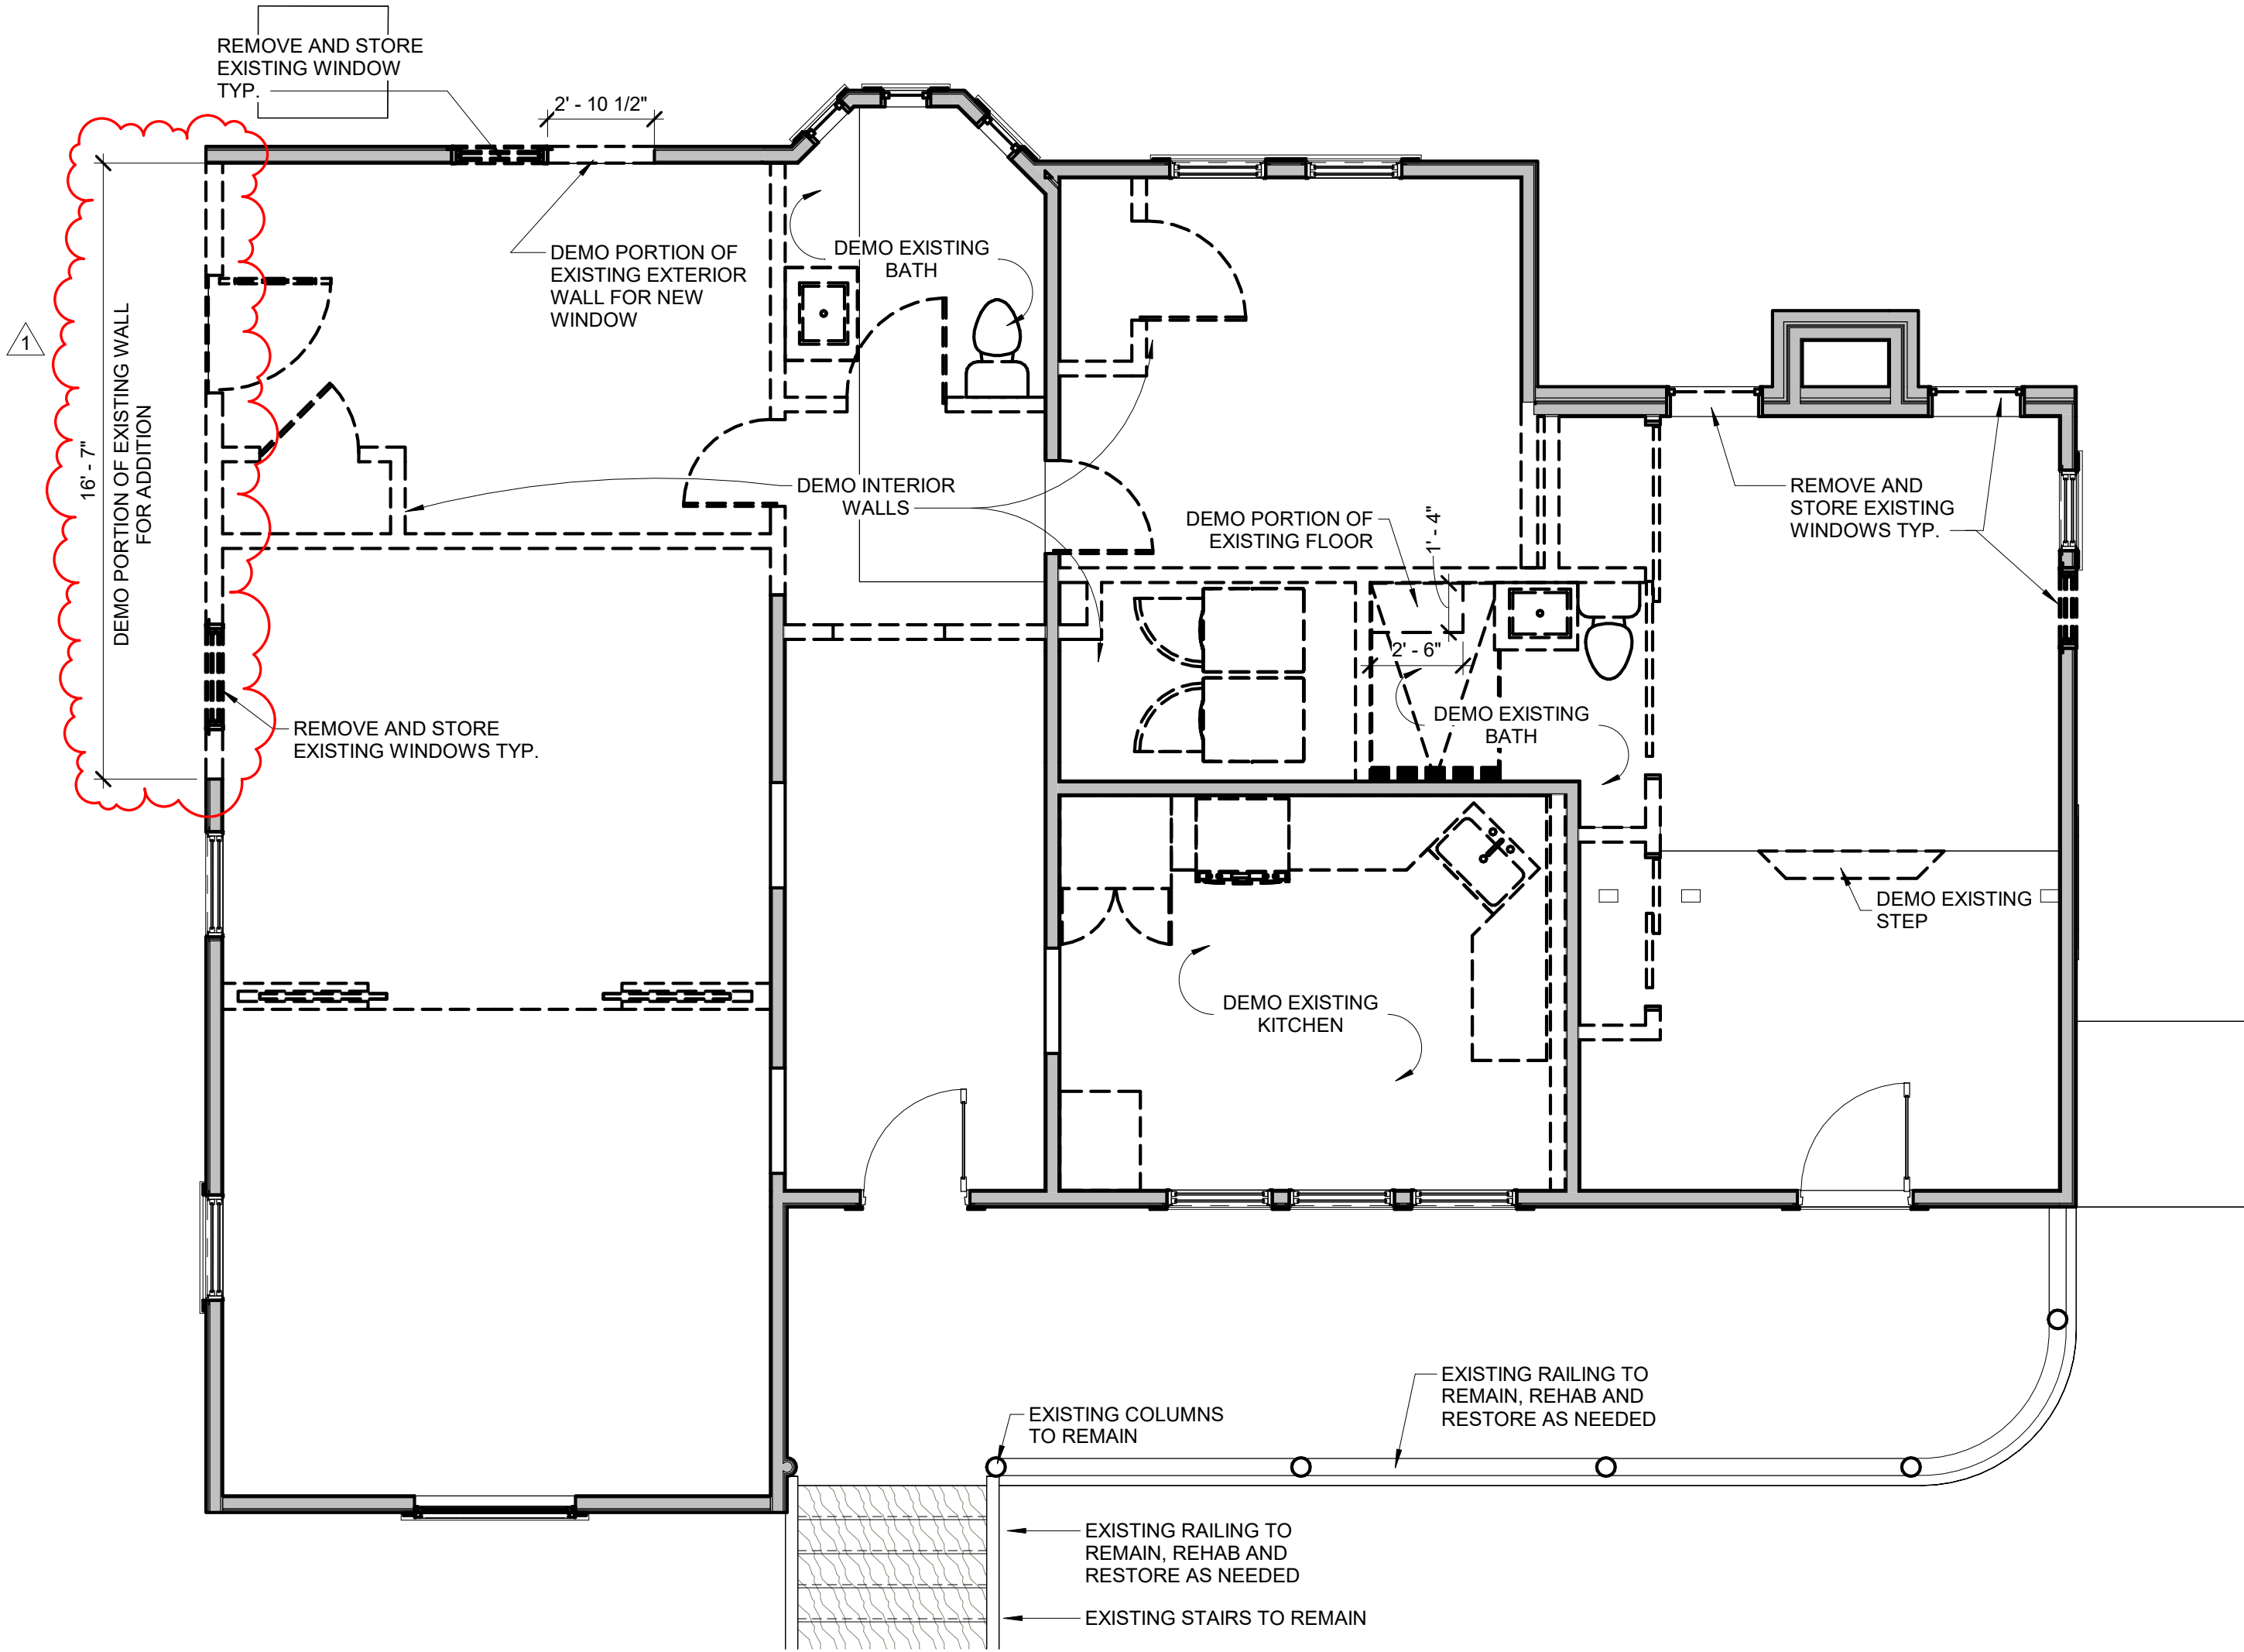 REMOVE AND STORE
EXISTING WINDOW
TYP.
2' - 10 1/2"
DEMO PORTION OF
EXISTING EXTERIOR
WALL FOR NEW
WINDOW
DEMO EXISTING
BATH
1
16' - 7"
DEMO PORTION OF EXISTING WALL
FOR ADDITION
DEMO INTERIOR
WALLS
DEMO PORTION OF
EXISTING FLOOR
1' - 4"
2' - 6"
REMOVE AND
STORE EXISTING
WINDOWS TYP.
REMOVE AND STORE
EXISTING WINDOWS TYP.
DEMO EXISTING
BATH
DEMO EXISTING
STEP
DEMO EXISTING
KITCHEN
EXISTING RAILING TO
REMAIN, REHAB AND
RESTORE AS NEEDED
EXISTING COLUMNS
TO REMAIN
EXISTING RAILING TO
REMAIN, REHAB AND
RESTORE AS NEEDED
EXISTING STAIRS TO REMAIN